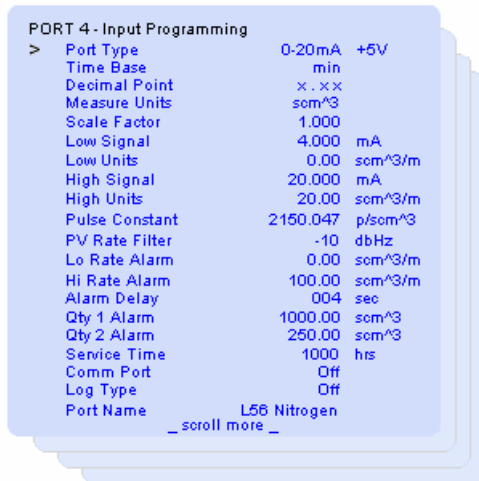 PORT 4 - Input Programming
> Port Type 0-20mA +5V
Time Base min
Decimal Point x.xx
Measure Units scm^3
Scale Factor 1.000
Low Signal 4.000 mA
Low Units 0.00 scm^3/m
High Signal 20.000 mA
High Units 20.00 scm^3/m
Pulse Constant 2150.047 p/scm^3
PV Rate Filter -10 dbHz
Lo Rate Alarm 0.00 scm^3/m
Hi Rate Alarm 100.00 scm^3/m
Alarm Delay 004 sec
Qty 1 Alarm 1000.00 scm^3
Qty 2 Alarm 250.00 scm^3
Service Time 1000 hrs
Comm Port Off
Log Type Off
Port Name L56 Nitrogen
_ scroll more _